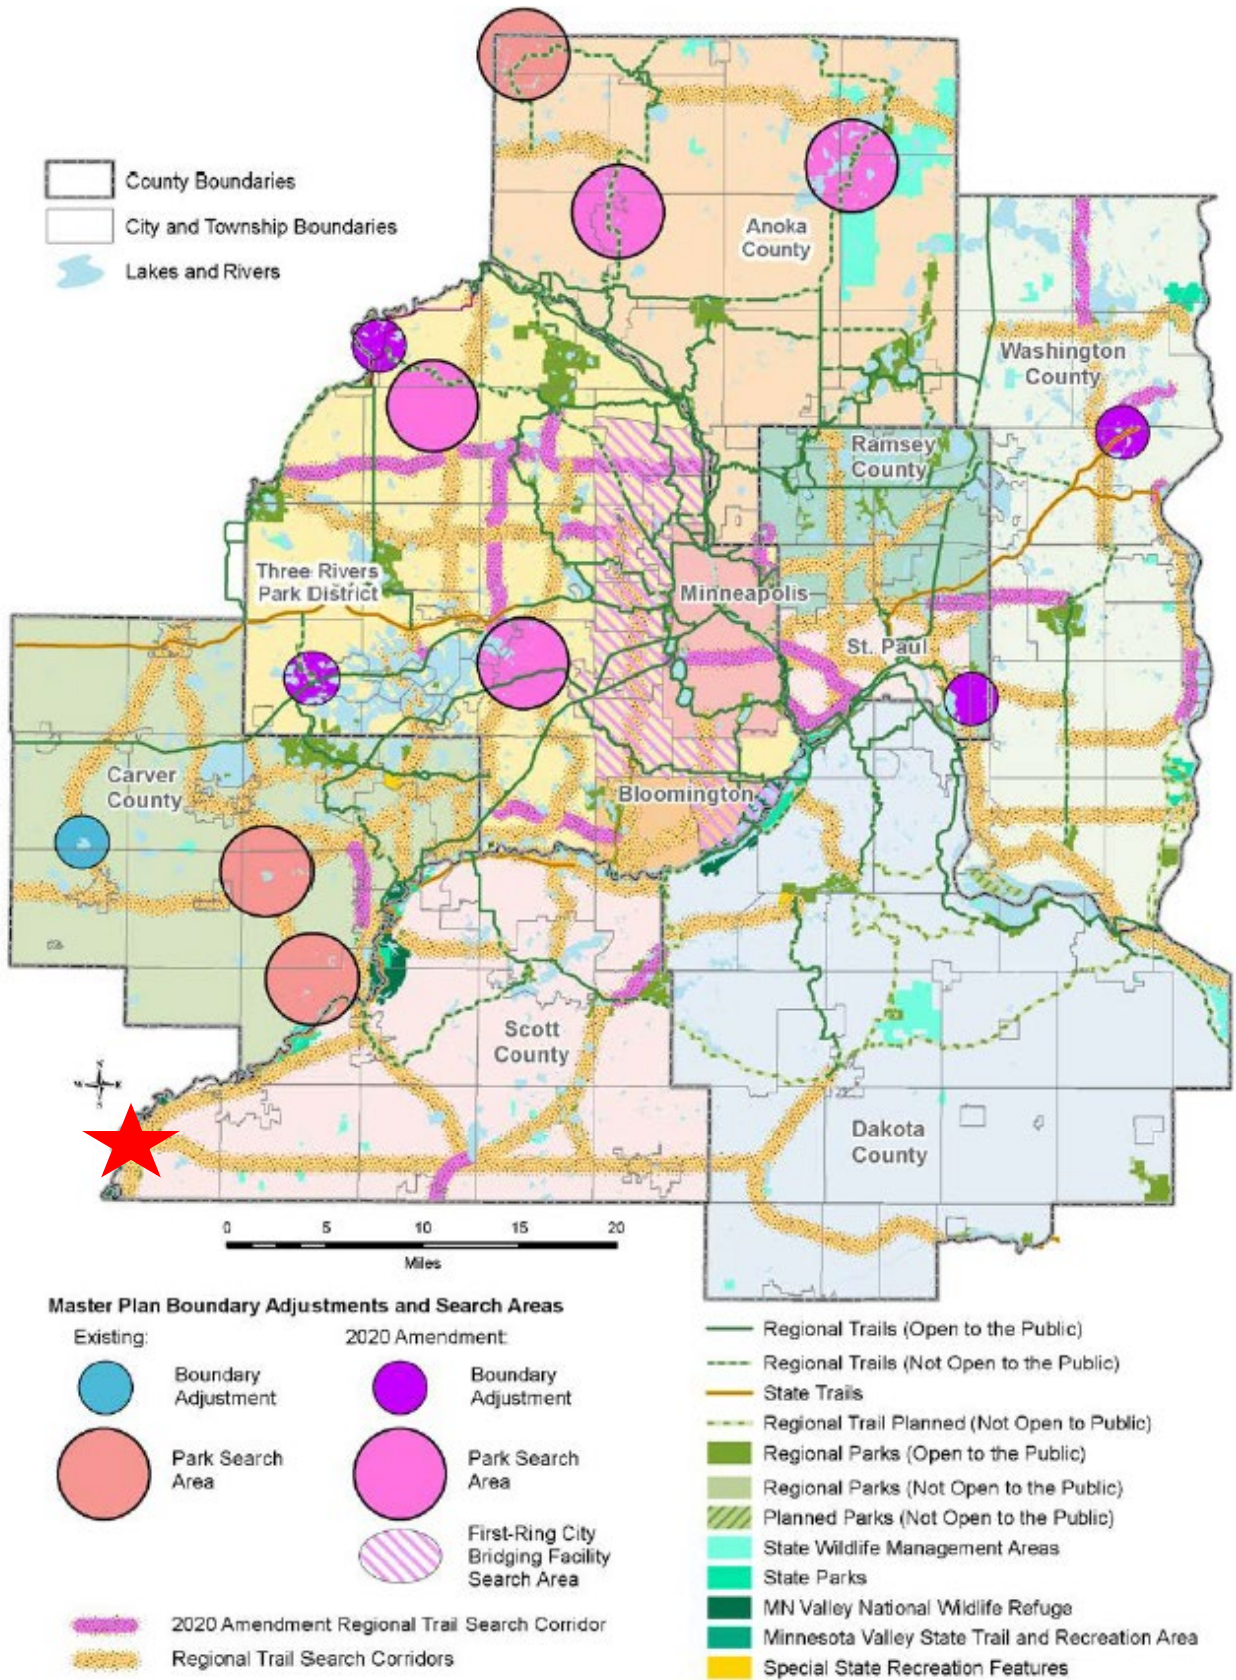 County Boundaries
City and Township Boundaries
Lakes and Rivers
Anoka
County
Washington
County
Ramsey
County
Three Rivers
Park District
Minneapolis
St. Paul
Carver
County
Bloomington
Scott
County
Dakota
County
N
W
E
S
0 5 10 15 20
Miles
Master Plan Boundary Adjustments and Search Areas
Existing:
Boundary
Adjustment
Park Search
Area
2020 Amendment:
Boundary
Adjustment
Park Search
Area
First-Ring City
Bridging Facility
Search Area
2020 Amendment Regional Trail Search Corridor
Regional Trail Search Corridors
Regional Trails (Open to the Public)
Regional Trails (Not Open to the Public)
State Trails
Regional Trail Planned (Not Open to Public)
Regional Parks (Open to the Public)
Regional Parks (Not Open to the Public)
Planned Parks (Not Open to the Public)
State Wildlife Management Areas
State Parks
MN Valley National Wildlife Refuge
Minnesota Valley State Trail and Recreation Area
Special State Recreation Features